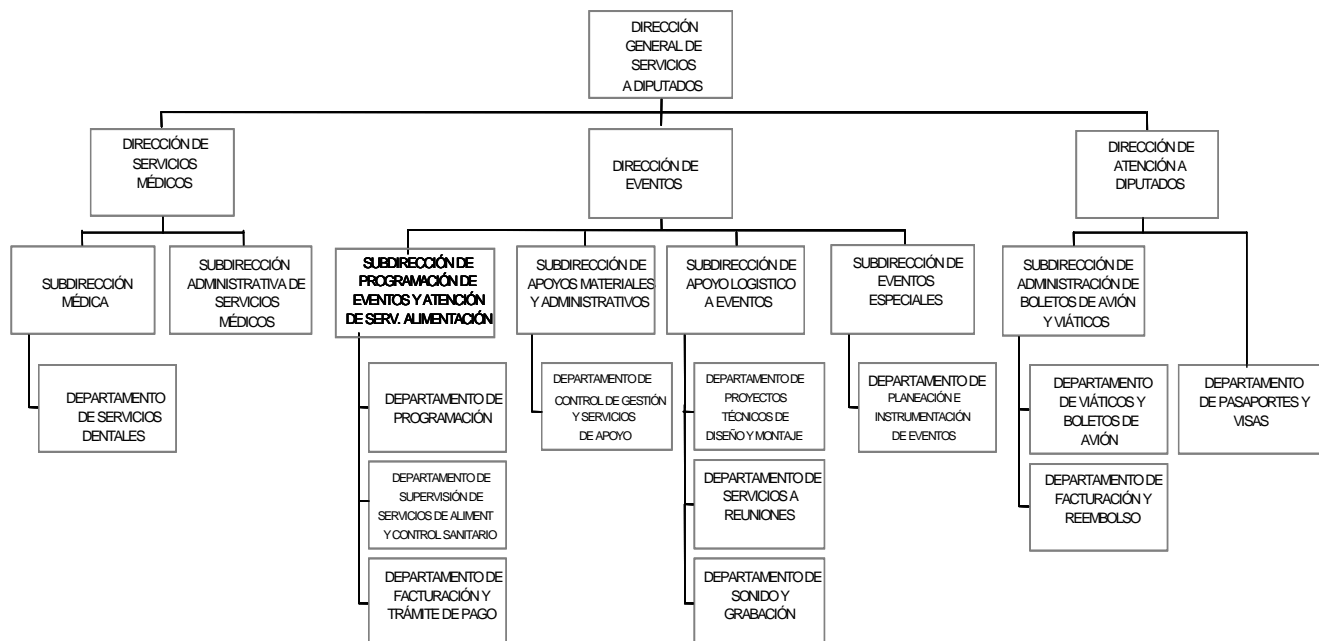 DIRECCIÓN
GENERAL DE
SERVICIOS
A DIPUTADOS
DIRECCIÓN DE
SERVICIOS
MÉDICOS
DIRECCIÓN DE
EVENTOS
DIRECCIÓN DE
ATENCIÓN A
DIPUTADOS
SUBDIRECCIÓN
MÉDICA
SUBDIRECCIÓN
ADMINISTRATIVA DE
SERVICIOS
MÉDICOS
SUBDIRECCIÓN DE
PROGRAMACIÓN DE
EVENTOS Y ATENCIÓN
DE SERV. ALIMENTACIÓN
SUBDIRECCIÓN DE
APOYOS MATERIALES
Y ADMINISTRATIVOS
SUBDIRECCIÓN DE
APOYO LOGISTICO
A EVENTOS
SUBDIRECCIÓN DE
EVENTOS
ESPECIALES
SUBDIRECCIÓN DE
ADMINISTRACIÓN DE
BOLETOS DE AVIÓN
Y VIÁTICOS
DEPARTAMENTO
DE SERVICIOS
DENTALES
DEPARTAMENTO
DE PROGRAMACIÓN
DEPARTAMENTO DE
CONTROL DE GESTIÓN
Y SERVICIOS
DE APOYO
DEPARTAMENTO DE
PROYECTOS
TÉCNICOS DE
DISEÑO Y MONTAJE
DEPARTAMENTO DE
PLANEACIÓN E
INSTRUMENTACIÓN
DE EVENTOS
DEPARTAMENTO
DE VIÁTICOS Y
BOLETOS DE
AVIÓN
DEPARTAMENTO
DE PASAPORTES Y
VISAS
DEPARTAMENTO DE
SUPERVISIÓN DE
SERVICIOS DE ALIMENT
Y CONTROL SANITARIO
DEPARTAMENTO DE
SERVICIOS A
REUNIONES
DEPARTAMENTO DE
FACTURACIÓN Y
REEMBOLSO
DEPARTAMENTO DE
FACTURACIÓN Y
TRÁMITE DE PAGO
DEPARTAMENTO DE
SONIDO Y
GRABACIÓN